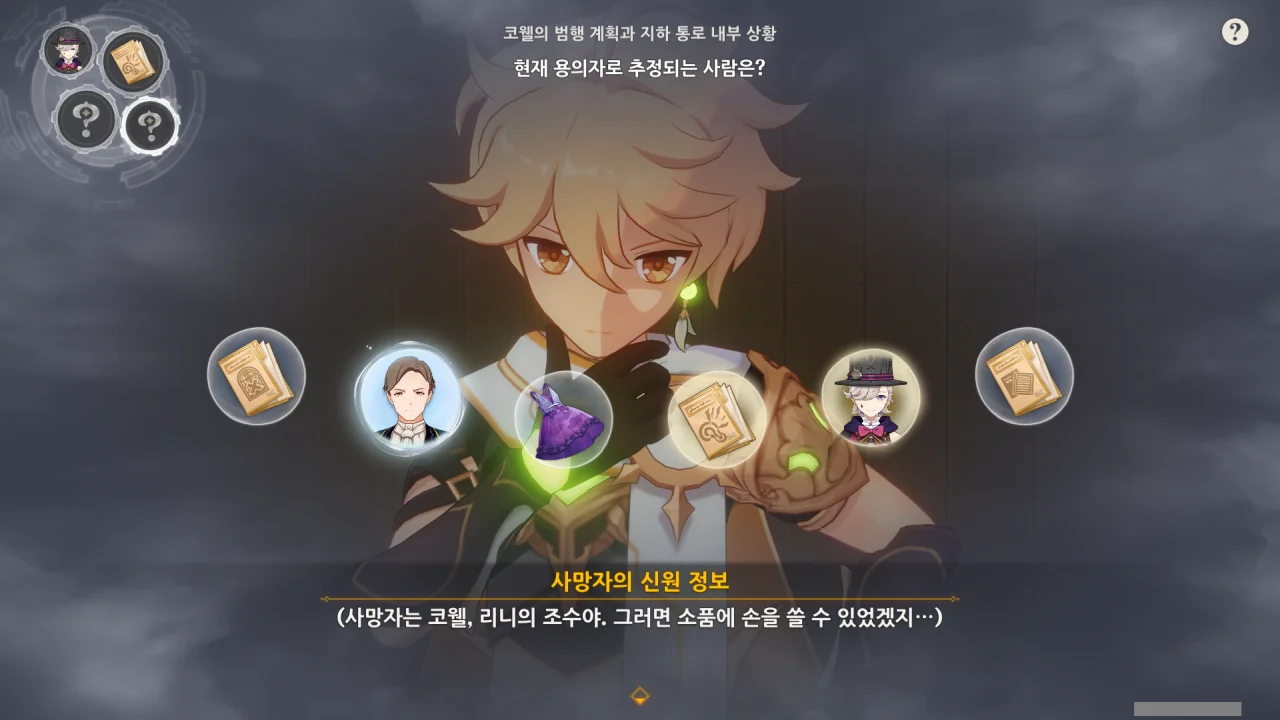 코웰의 범행 계획과 지하 통로 내부 상황
현재 용의자로 추정되는 사람은?
사망자의 신원 정보
(사망자는 코웰, 리니의 조수야. 그러면 소품에 손을 쓸 수 있었겠지…)